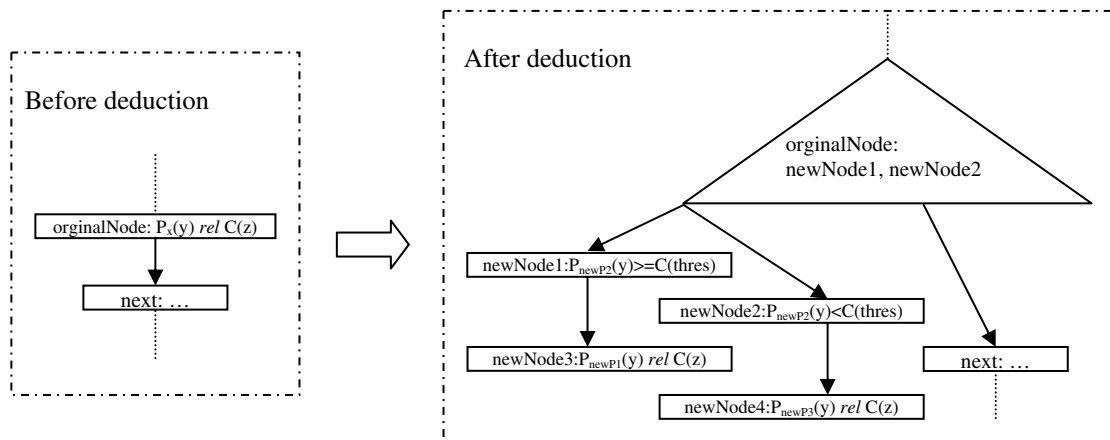 Before deduction
orginalNode: Px(y) rel C(z)
next: …
After deduction
orginalNode:
newNode1, newNode2
newNode1:PnewP2(y)>=C(thres)
newNode2:PnewP2(y)<C(thres)
newNode3:PnewP1(y) rel C(z)
next: …
newNode4:PnewP3(y) rel C(z)